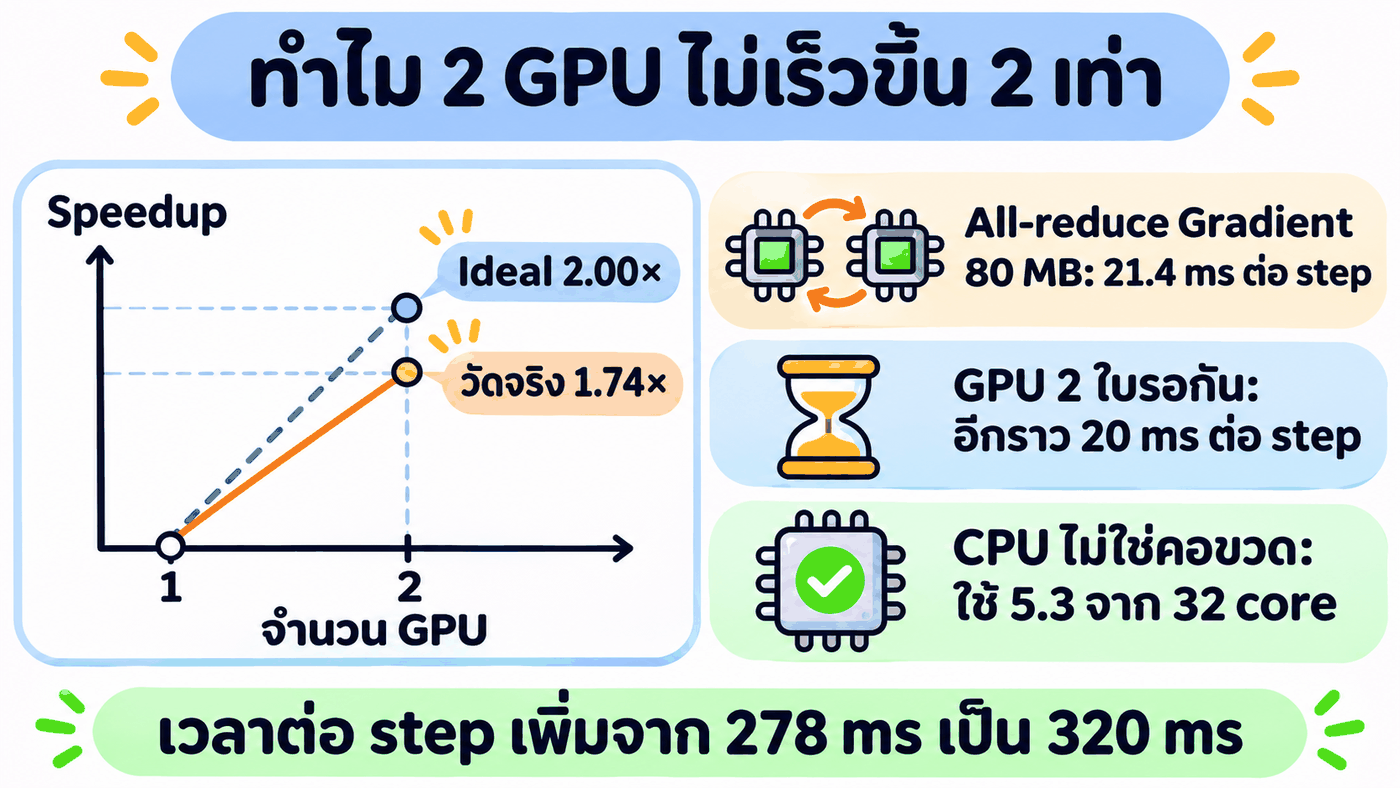 ทำไม 2 GPU ไม่เร็วขึ้น 2 เท่า
Speedup
Ideal 2.00×
วัดจริง 1.74×
1
2
จำนวน GPU
All-reduce Gradient
80 MB: 21.4 ms ต่อ step
GPU 2 ใบรอกัน:
อีกราว 20 ms ต่อ step
CPU ไม่ใช่คอขวด:
ใช้ 5.3 จาก 32 core
เวลาต่อ step เพิ่มจาก 278 ms เป็น 320 ms